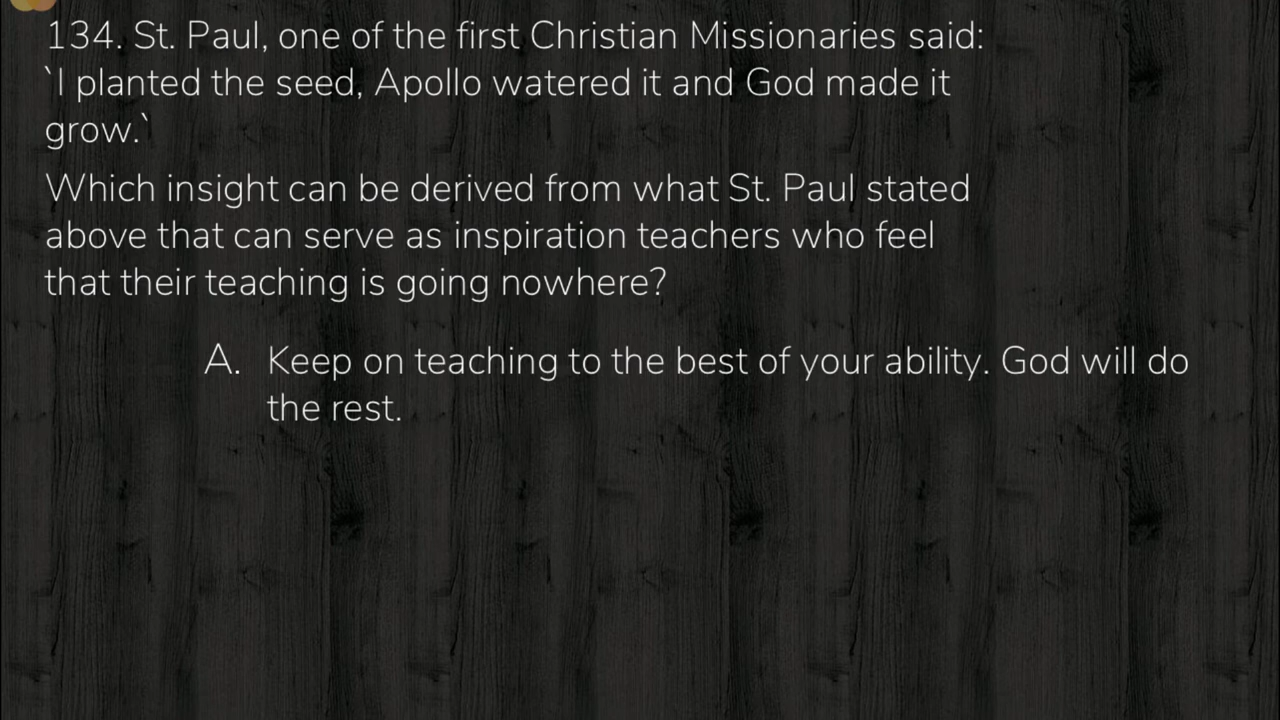 134. St. Paul, one of the first Christian Missionaries said:
`I planted the seed, Apollo watered it and God made it
grow.`
Which insight can be derived from what St. Paul stated
above that can serve as inspiration teachers who feel
that their teaching is going nowhere?
A. Keep on teaching to the best of your ability. God will do
the rest.